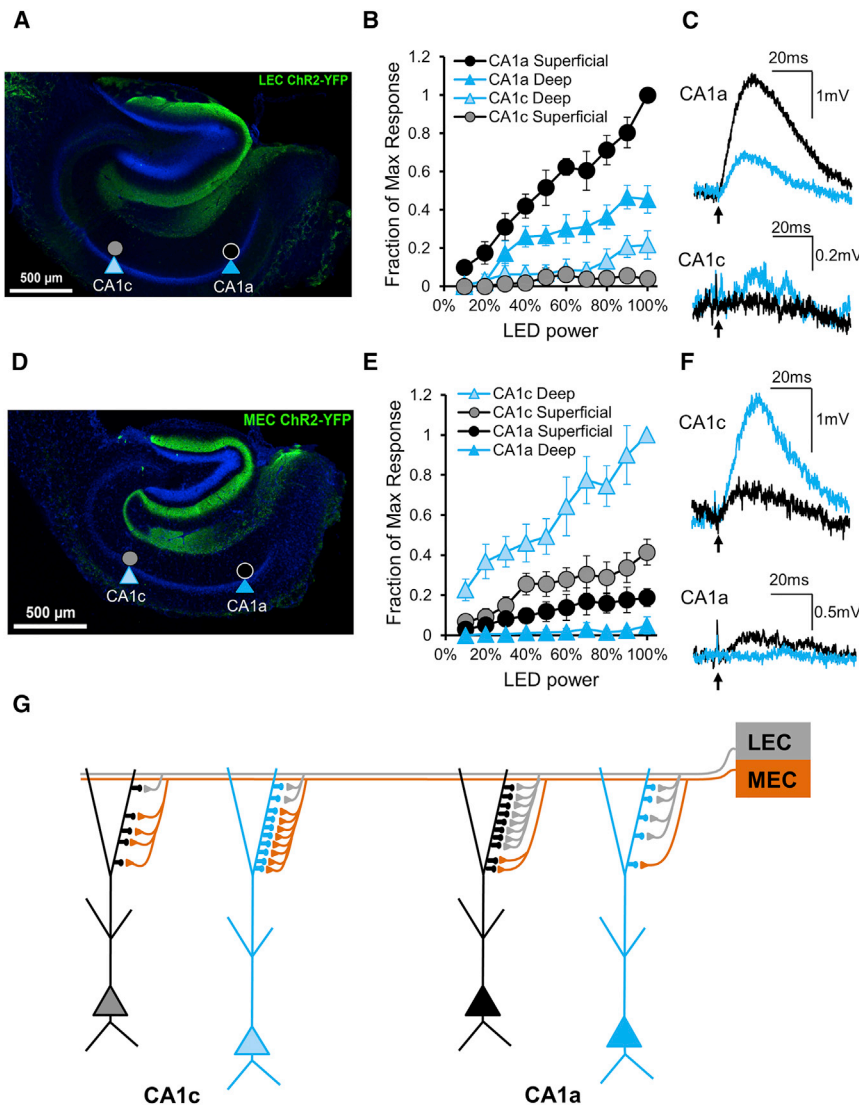 A
LEC ChR2-YFP
500 µm
CA1c
CA1a
B
1.2
1
0.8
0.6
0.4
0.2
0
Fraction of Max Response
CA1a Superficial
CA1a Deep
CA1c Deep
CA1c Superficial
0% 20% 40% 60% 80% 100%
LED power
C
20ms
1mV
CA1a
20ms
0.2mV
CA1c
D
MEC ChR2-YFP
500 µm
CA1c
CA1a
E
1.2
1
0.8
0.6
0.4
0.2
0
Fraction of Max Response
CA1c Deep
CA1c Superficial
CA1a Superficial
CA1a Deep
0% 20% 40% 60% 80% 100%
LED power
F
20ms
1mV
CA1c
20ms
0.5mV
CA1a
G
LEC
MEC
CA1c
CA1a